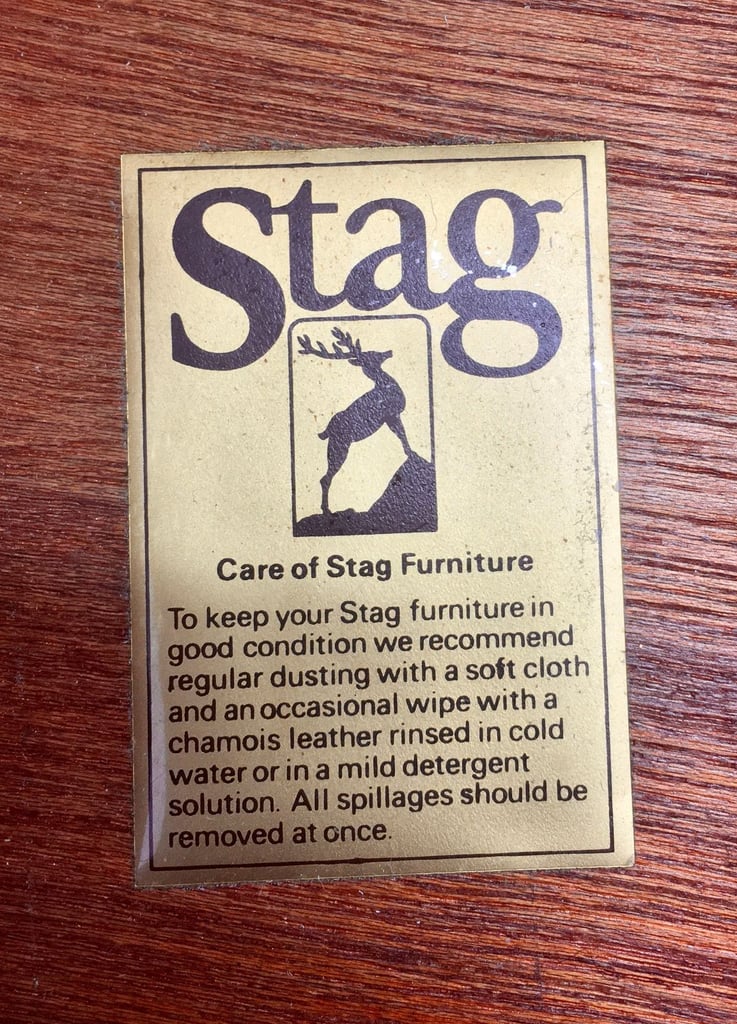 Stag
Care of Stag Furniture
To keep your Stag furniture in
good condition we recommend
regular dusting with a soft cloth
and an occasional wipe with a
chamois leather rinsed in cold
water or in a mild detergent
solution. All spillages should be
removed at once.